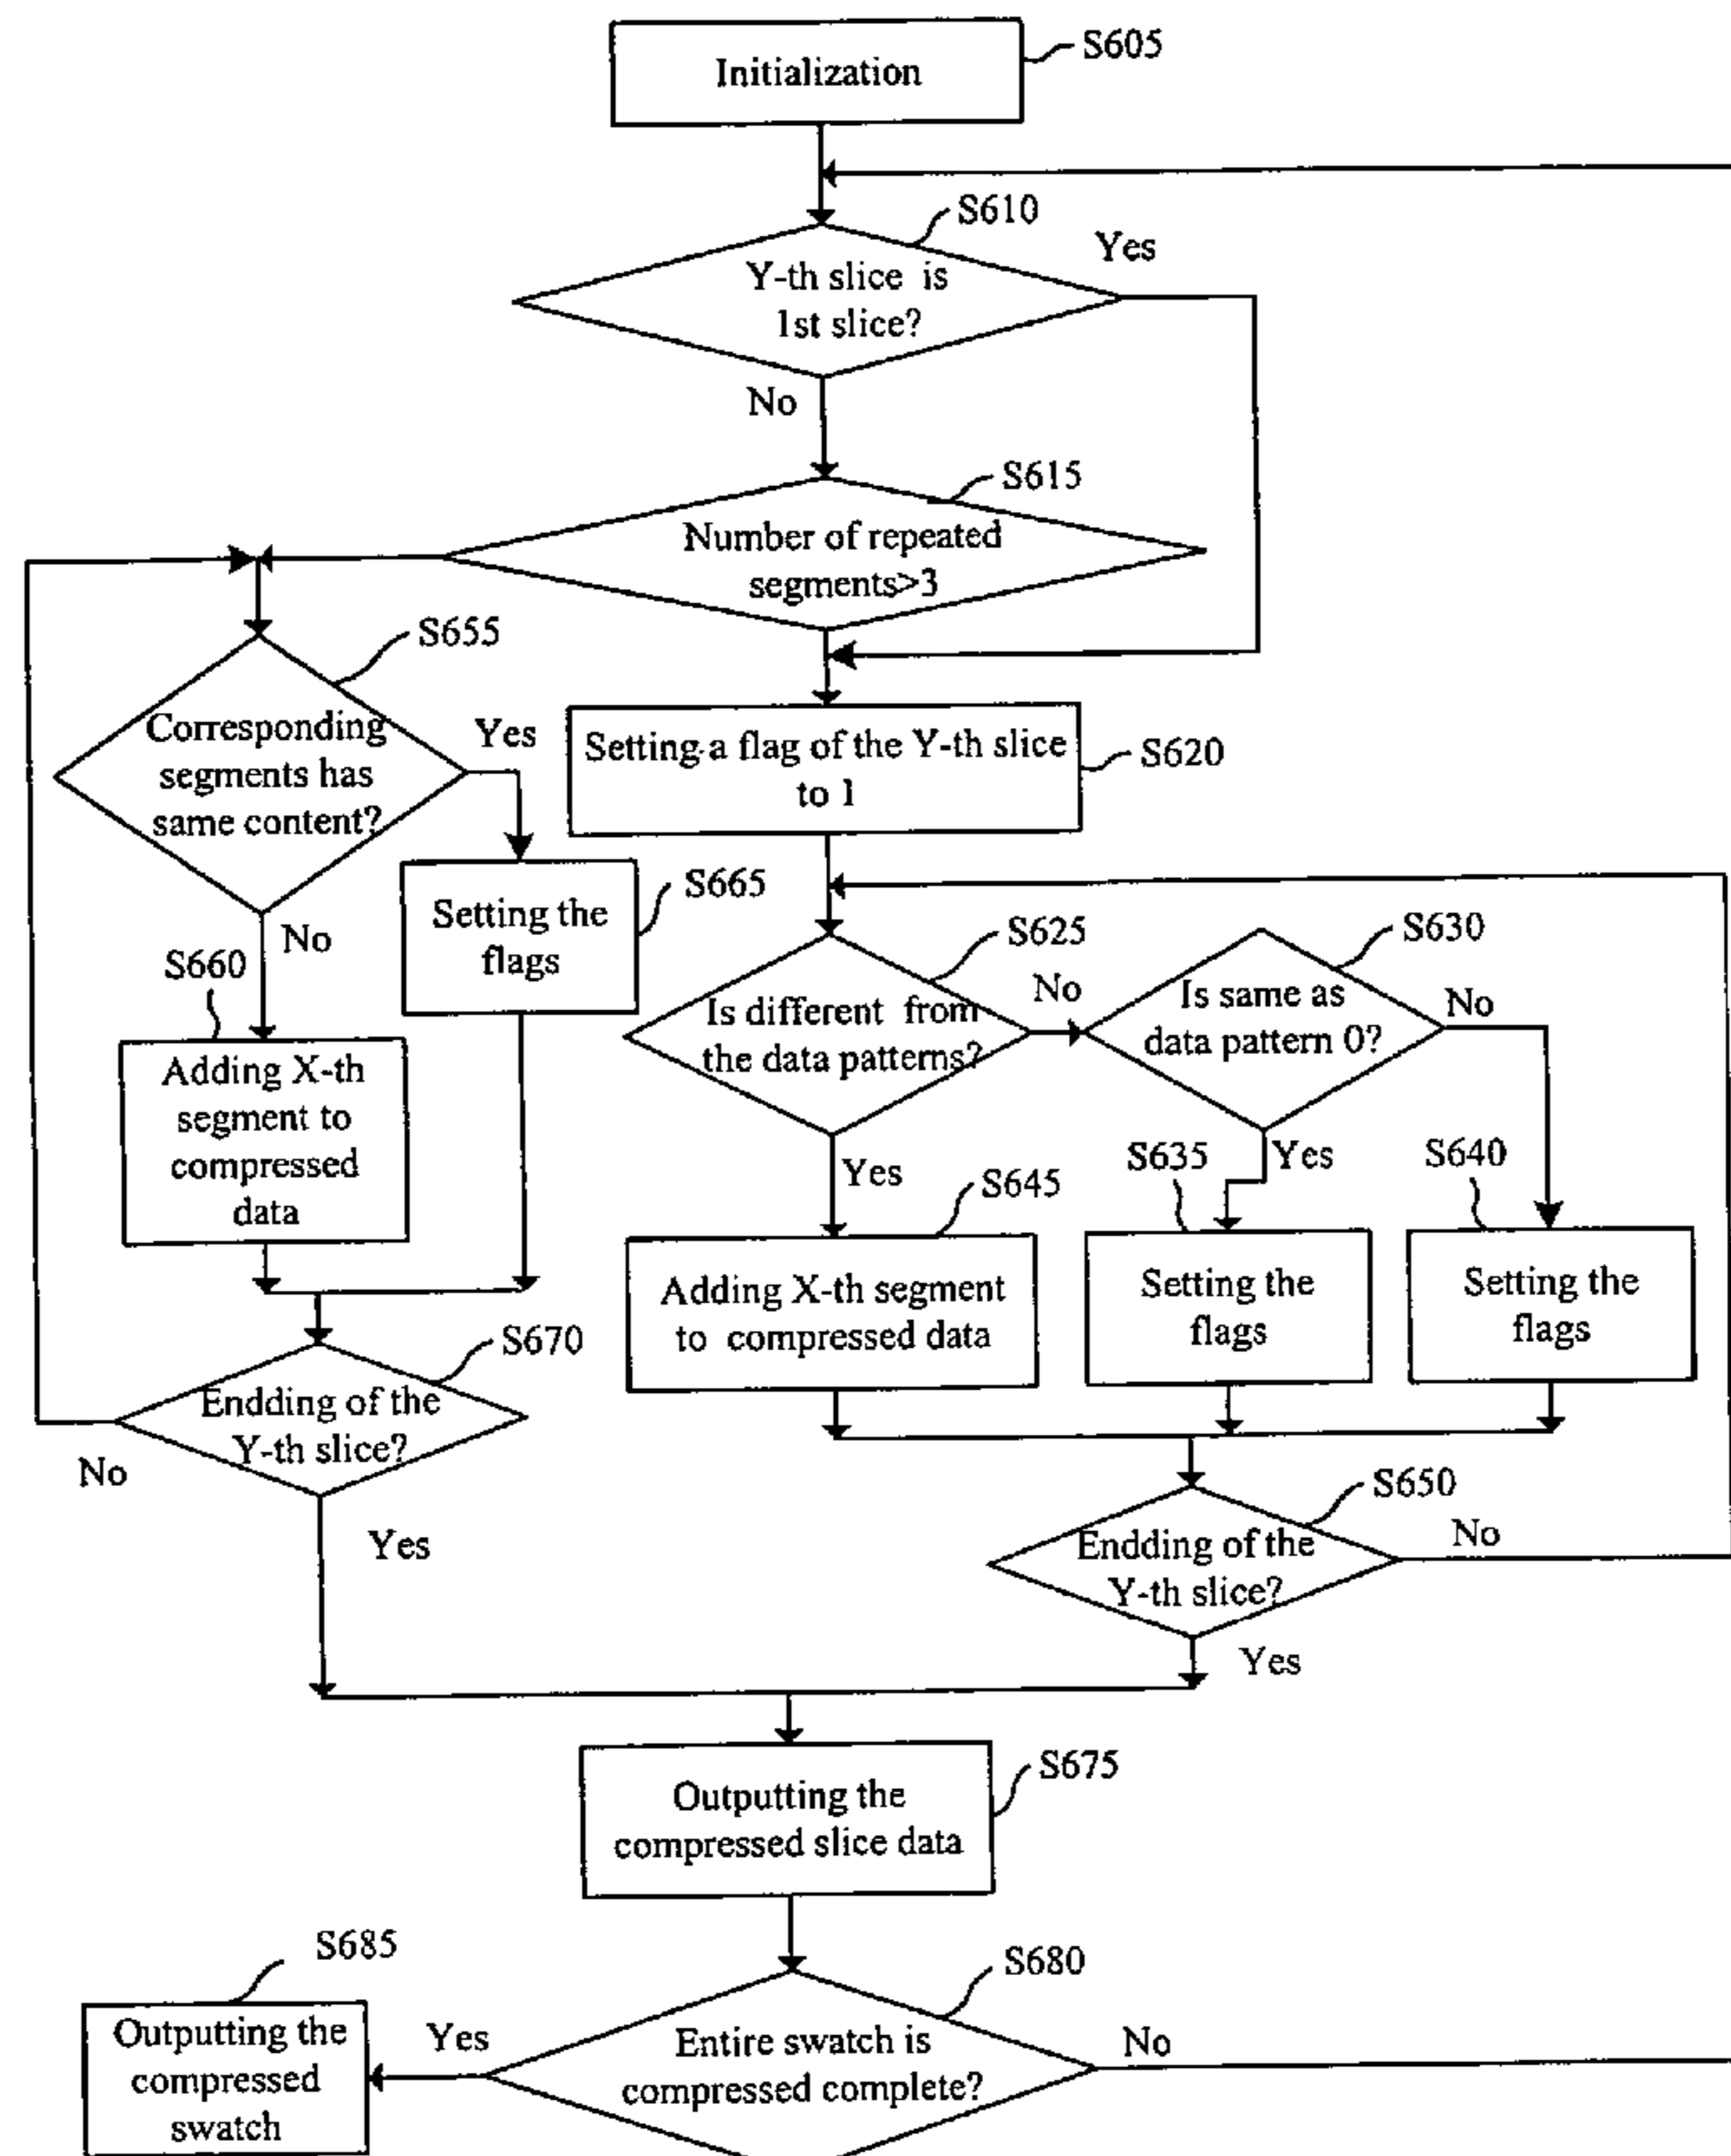 Initialization
S605
S610
Yes
Y-th slice is
1st slice?
No
S615
Number of repeated
segments>3
S655
Corresponding
segments has
same content?
Yes
Setting a flag of the Y-th slice
to 1
S620
S665
Setting the
flags
No
S660
Adding X-th
segment to
compressed
data
S625
Is different from
the data patterns?
No
S630
Is same as
data pattern 0?
No
Yes
S645
Adding X-th segment
to compressed data
S635
Yes
Setting the
flags
S640
Setting the
flags
S670
Endding of the
Y-th slice?
No
Yes
S650
Endding of the
Y-th slice?
No
Yes
S675
Outputting the
compressed slice data
S685
Outputting the
compressed
swatch
Yes
S680
Entire swatch is
compressed complete?
No